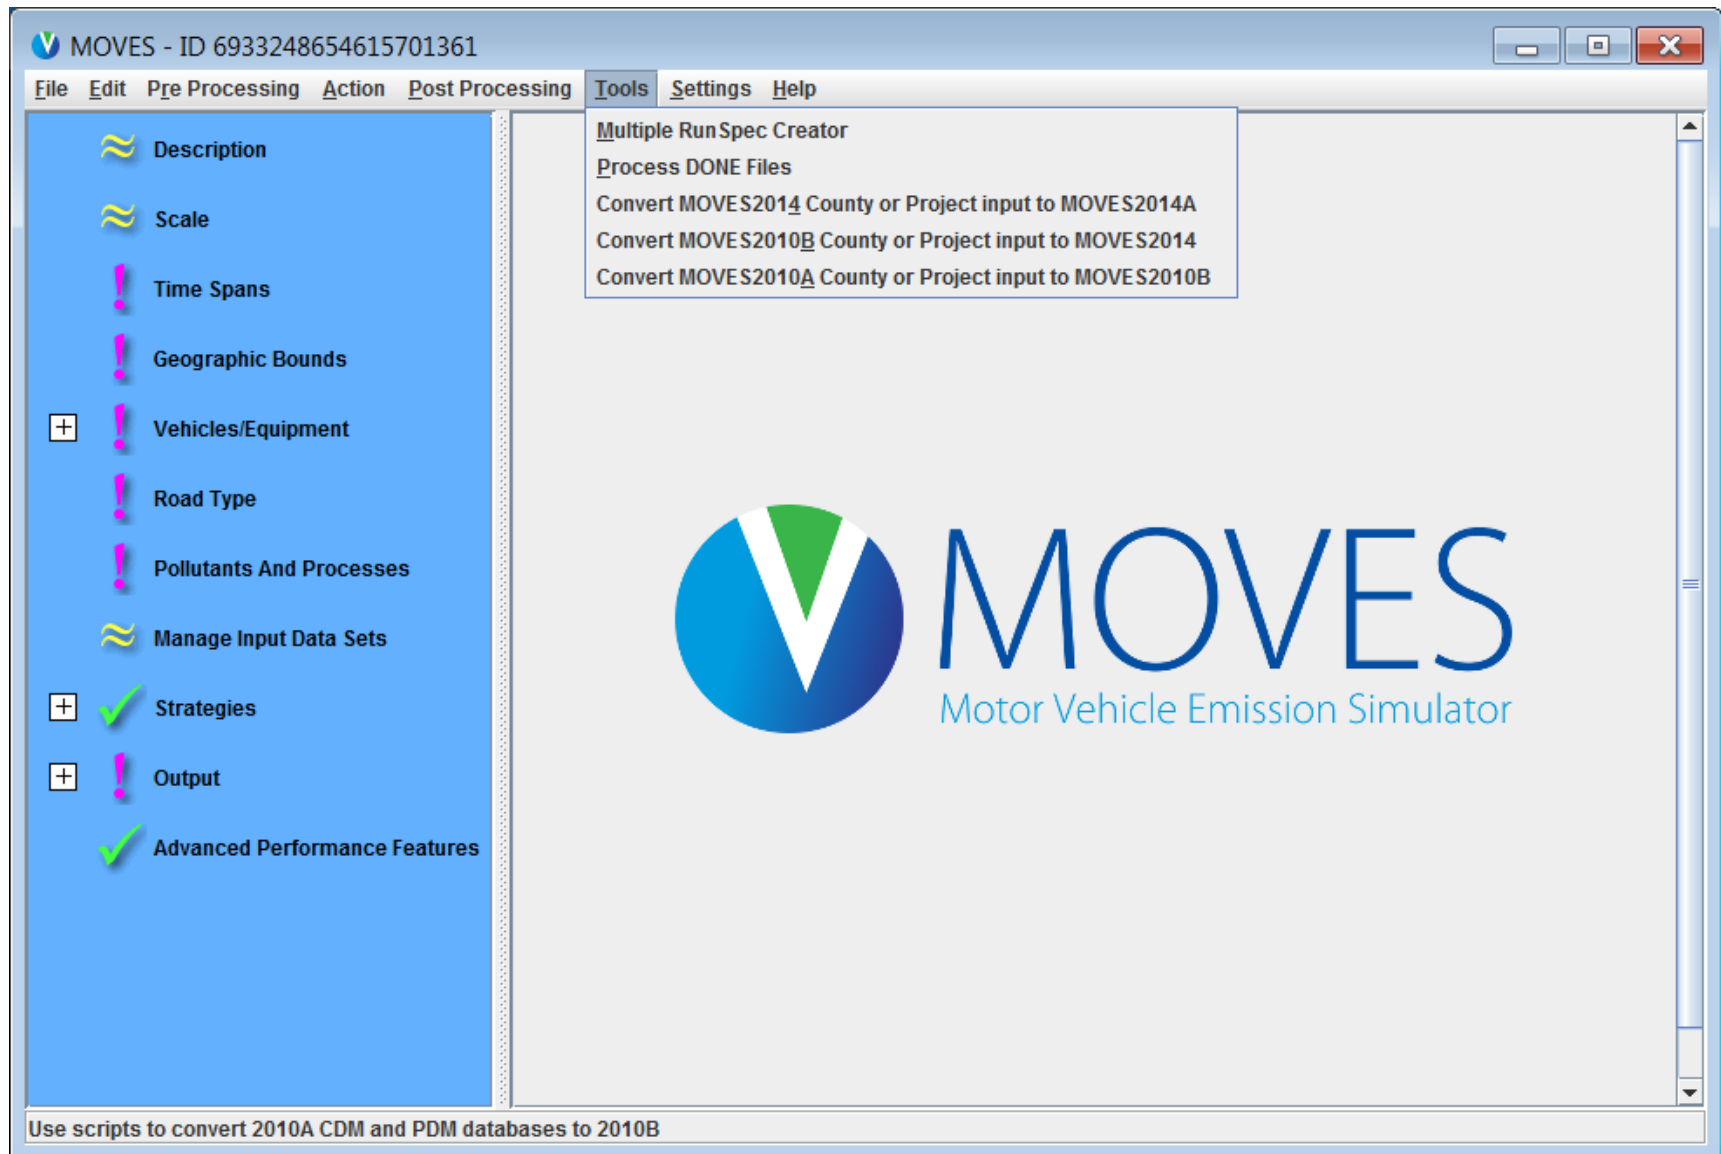 MOVES - ID 6933248654615701361
File Edit Pre Processing Action Post Processing Tools Settings Help
Multiple RunSpec Creator
Process DONE Files
Convert MOVES2014 County or Project input to MOVES2014A
Convert MOVES2010B County or Project input to MOVES2014
Convert MOVES2010A County or Project input to MOVES2010B
Description
Scale
Time Spans
Geographic Bounds
Vehicles/Equipment
Road Type
Pollutants And Processes
Manage Input Data Sets
Strategies
Output
Advanced Performance Features
MOVES
Motor Vehicle Emission Simulator
Use scripts to convert 2010A CDM and PDM databases to 2010B